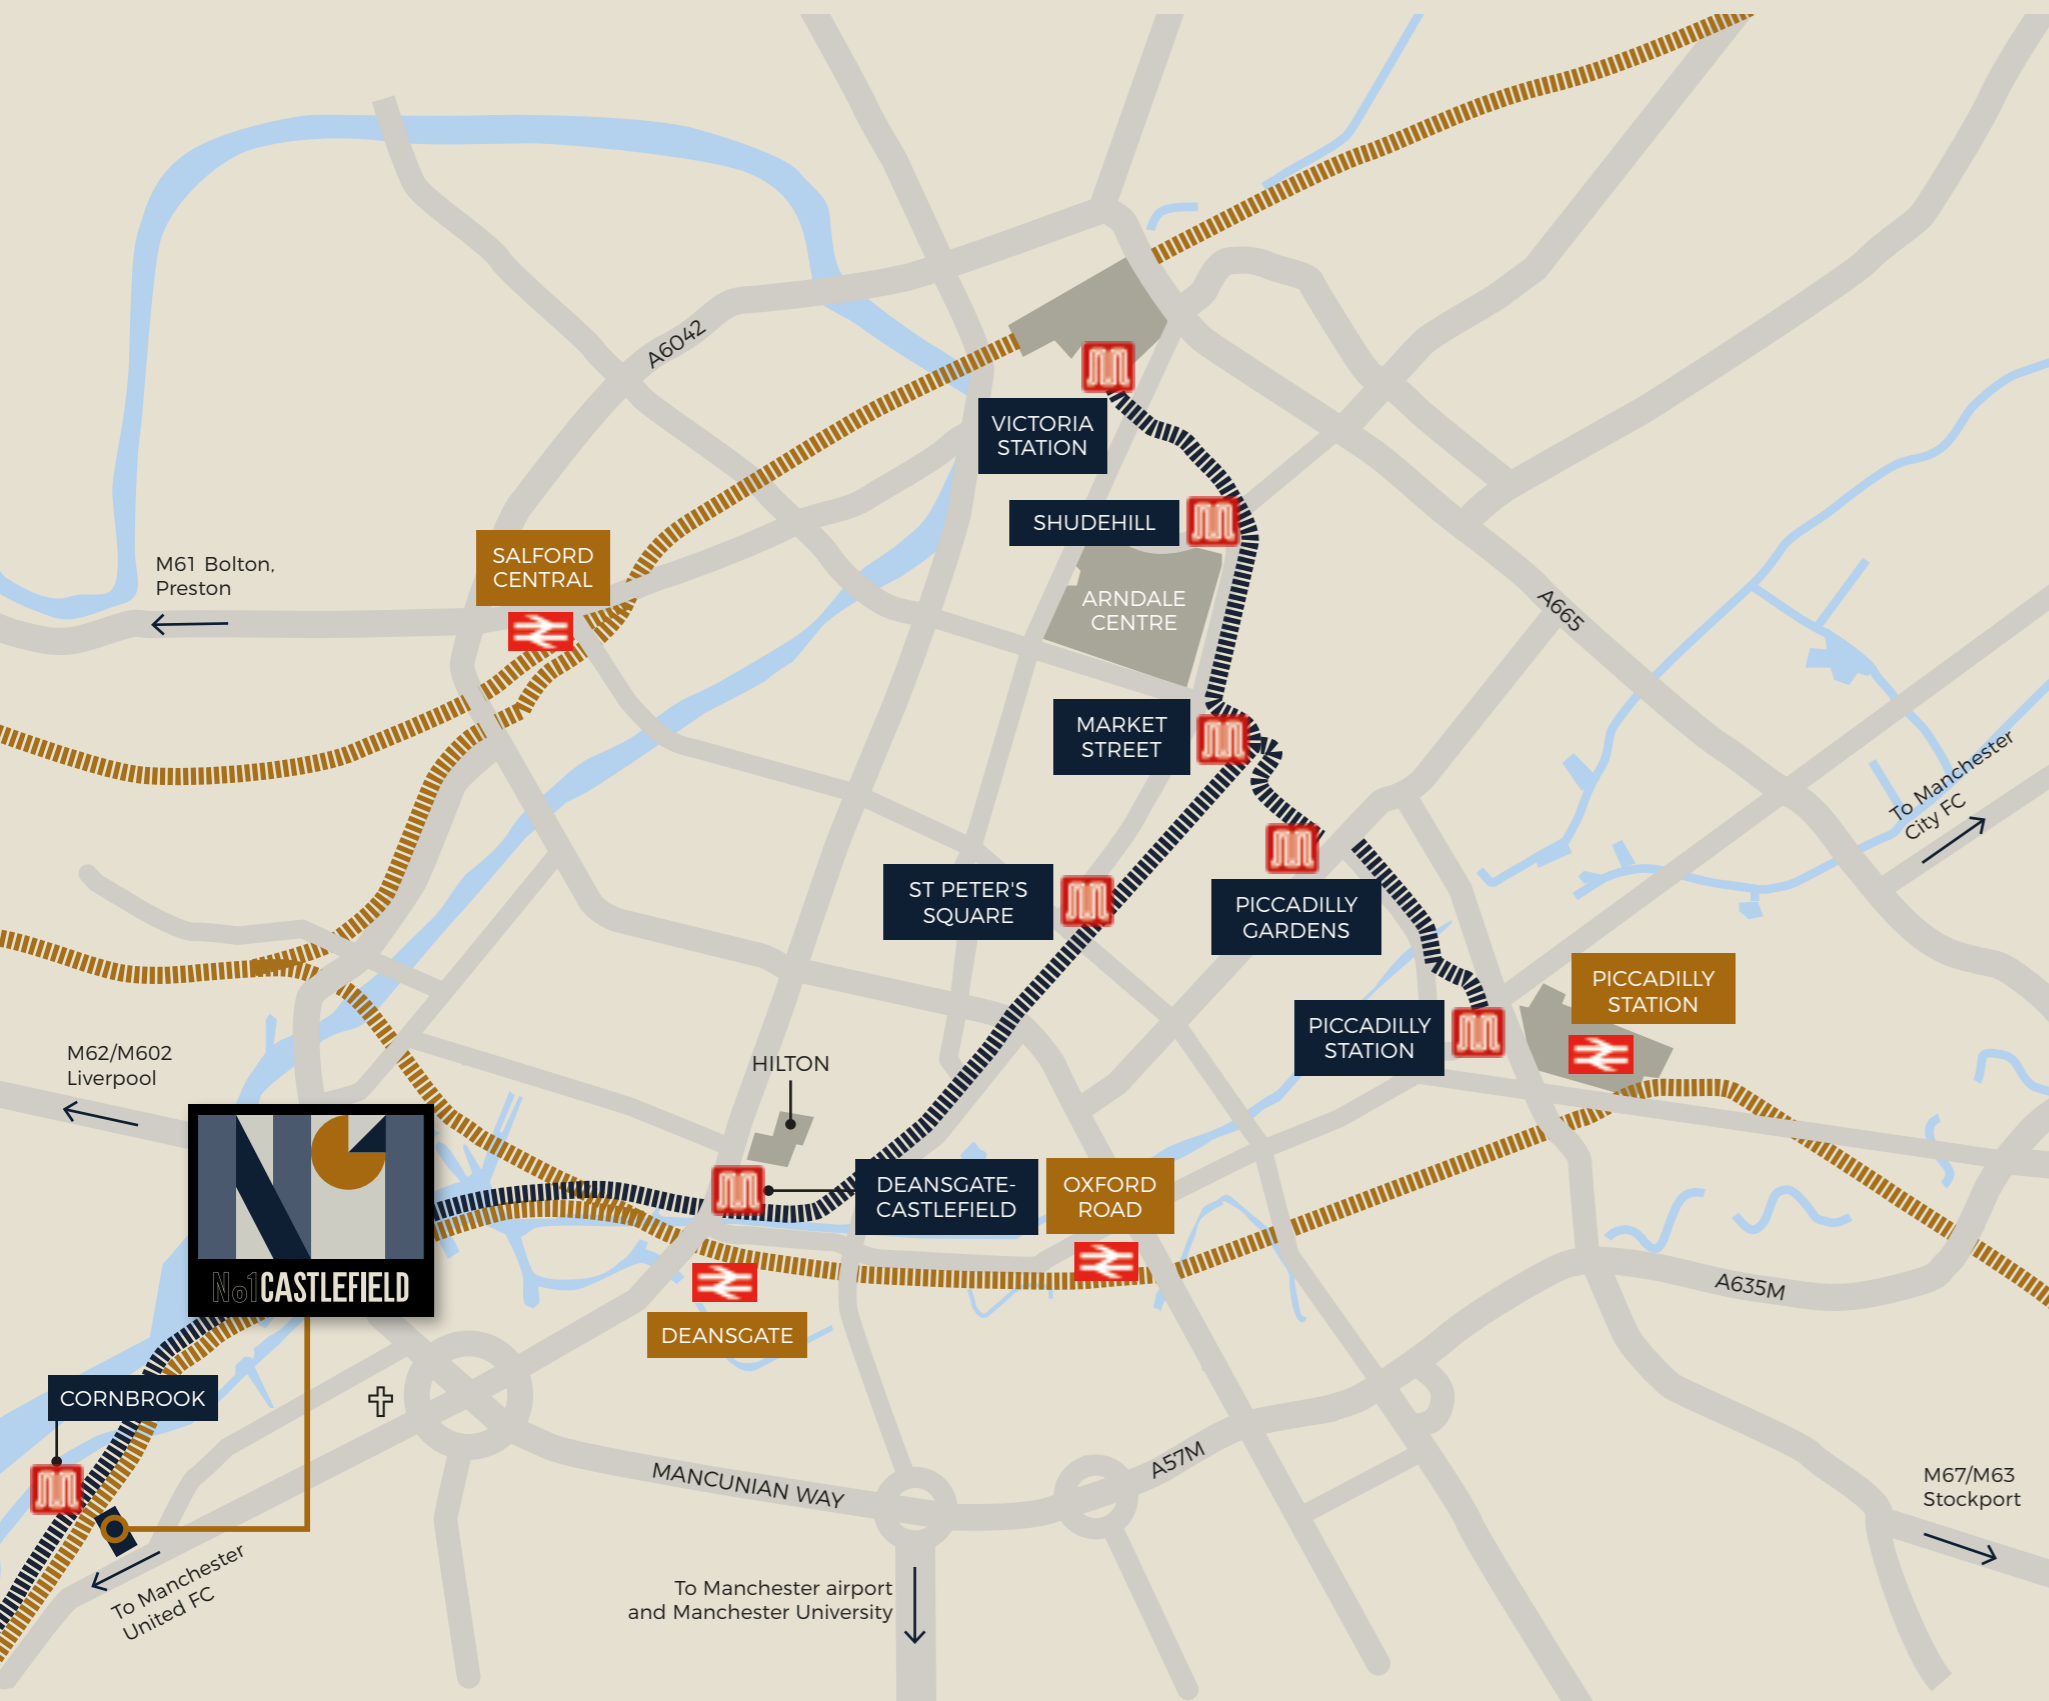 A6042
VICTORIA
STATION
SHUDEHILL
SALFORD
CENTRAL
M61 Bolton,
Preston
ARNDALE
CENTRE
A665
MARKET
STREET
To Manchester
City FC
ST PETER'S
SQUARE
PICCADILLY
GARDENS
PICCADILLY
STATION
PICCADILLY
STATION
M62/M602
Liverpool
HILTON
DEANSGATE-
CASTLEFIELD
OXFORD
ROAD
N1
No1CASTLEFIELD
A635M
DEANSGATE
CORNBROOK
MANCUNIAN WAY
A57M
M67/M63
Stockport
To Manchester
United FC
To Manchester airport
and Manchester University